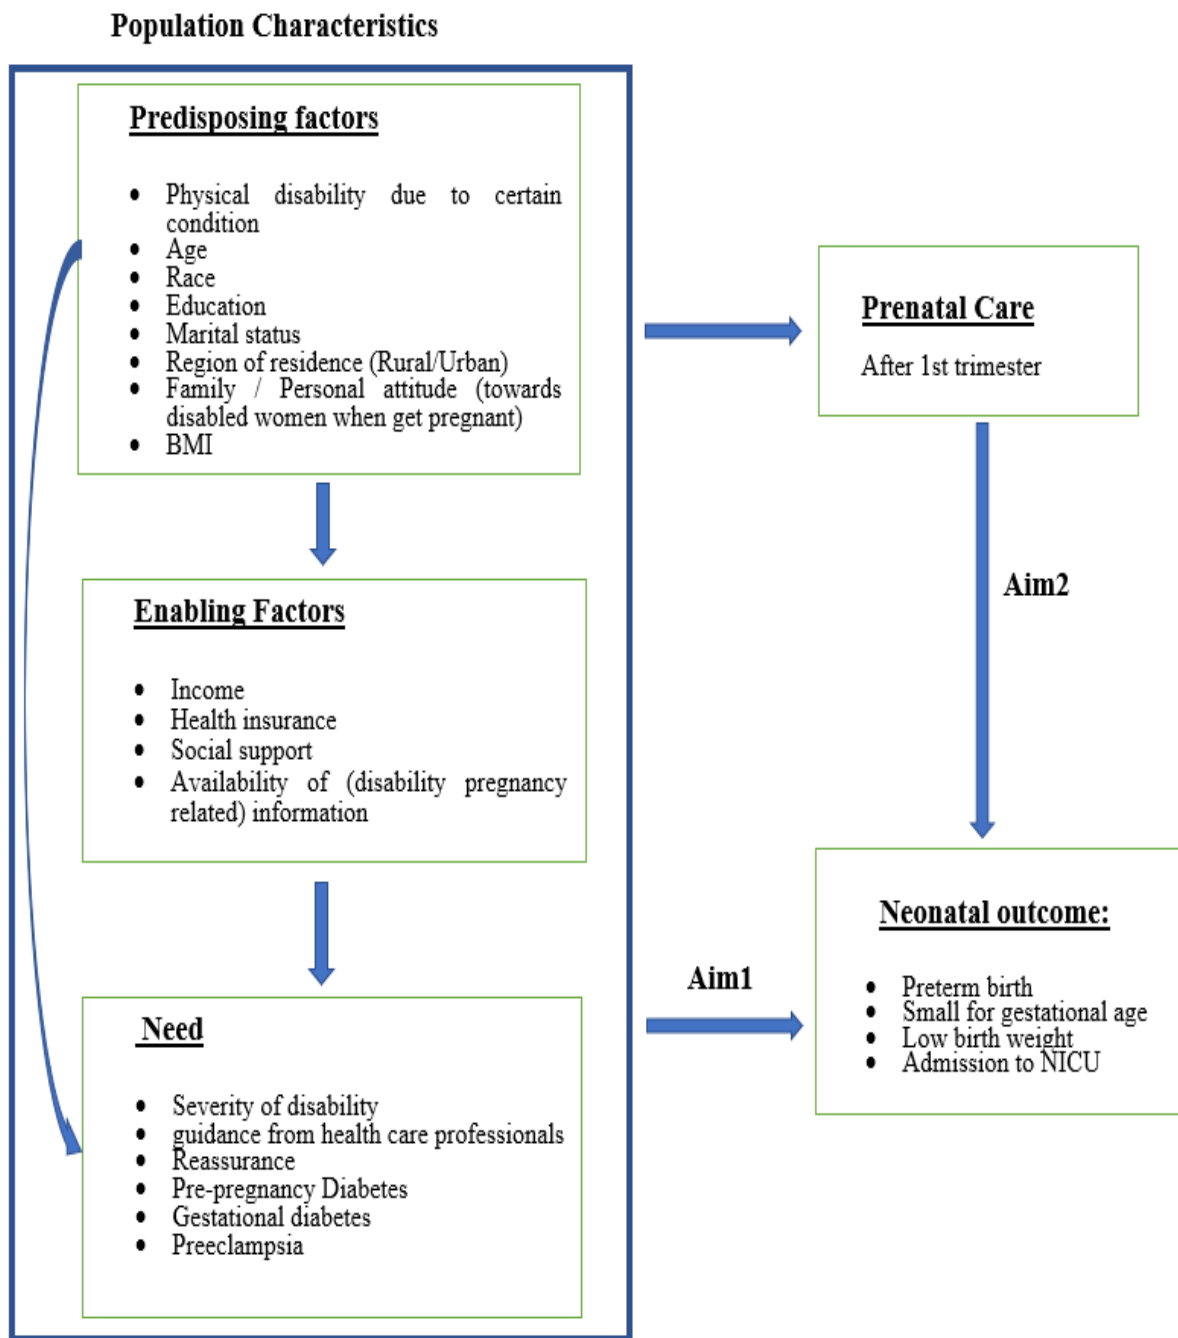 Population Characteristics
Predisposing factors
• Physical disability due to certain
condition
• Age
• Race
• Education
• Marital status
• Region of residence (Rural/Urban)
• Family / Personal attitude (towards
disabled women when get pregnant)
• BMI
Enabling Factors
• Income
• Health insurance
• Social support
• Availability of (disability pregnancy
related) information
Need
• Severity of disability
• guidance from health care professionals
• Reassurance
• Pre-pregnancy Diabetes
• Gestational diabetes
• Preeclampsia
Prenatal Care
After 1st trimester
Aim2
Aim1
Neonatal outcome:
• Preterm birth
• Small for gestational age
• Low birth weight
• Admission to NICU